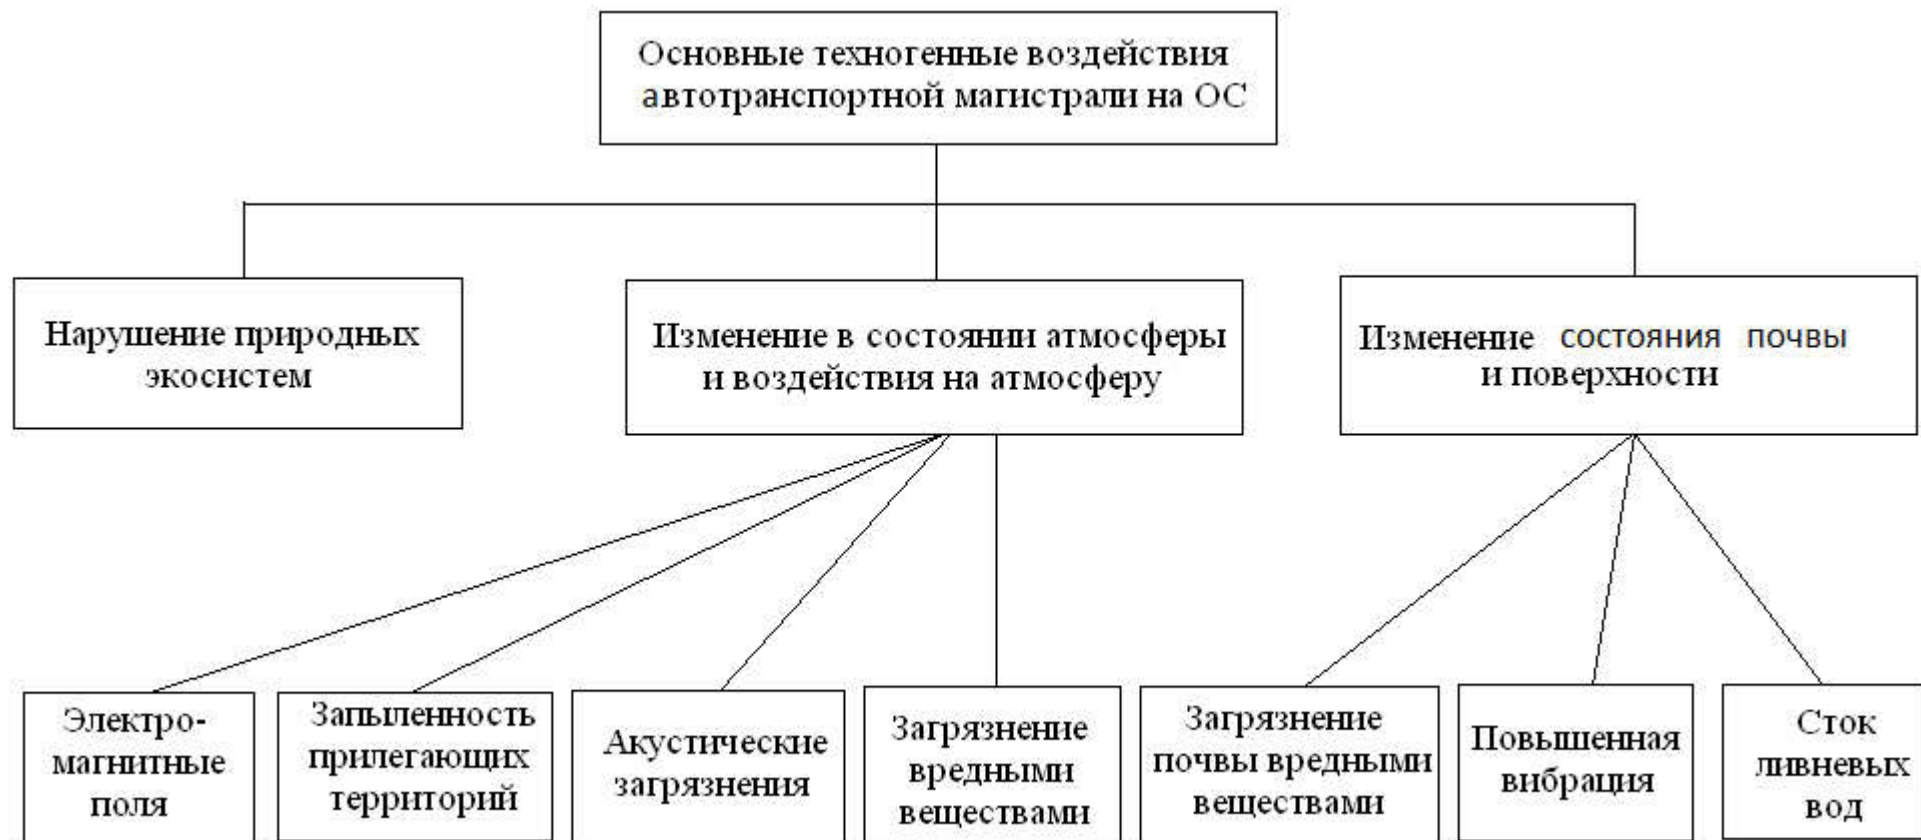 Основные техногенные воздействия
автотранспортной магистрали на ОС
Нарушение природных
экосистем
Изменение в состоянии атмосферы
и воздействия на атмосферу
Изменение состояния почвы
и поверхности
Электро-
магнитные
поля
Запыленность
прилегающих
территорий
Акустические
загрязнения
Загрязнение
вредными
веществами
Загрязнение
почвы вредными
веществами
Повышенная
вибрация
Сток
ливневых
вод